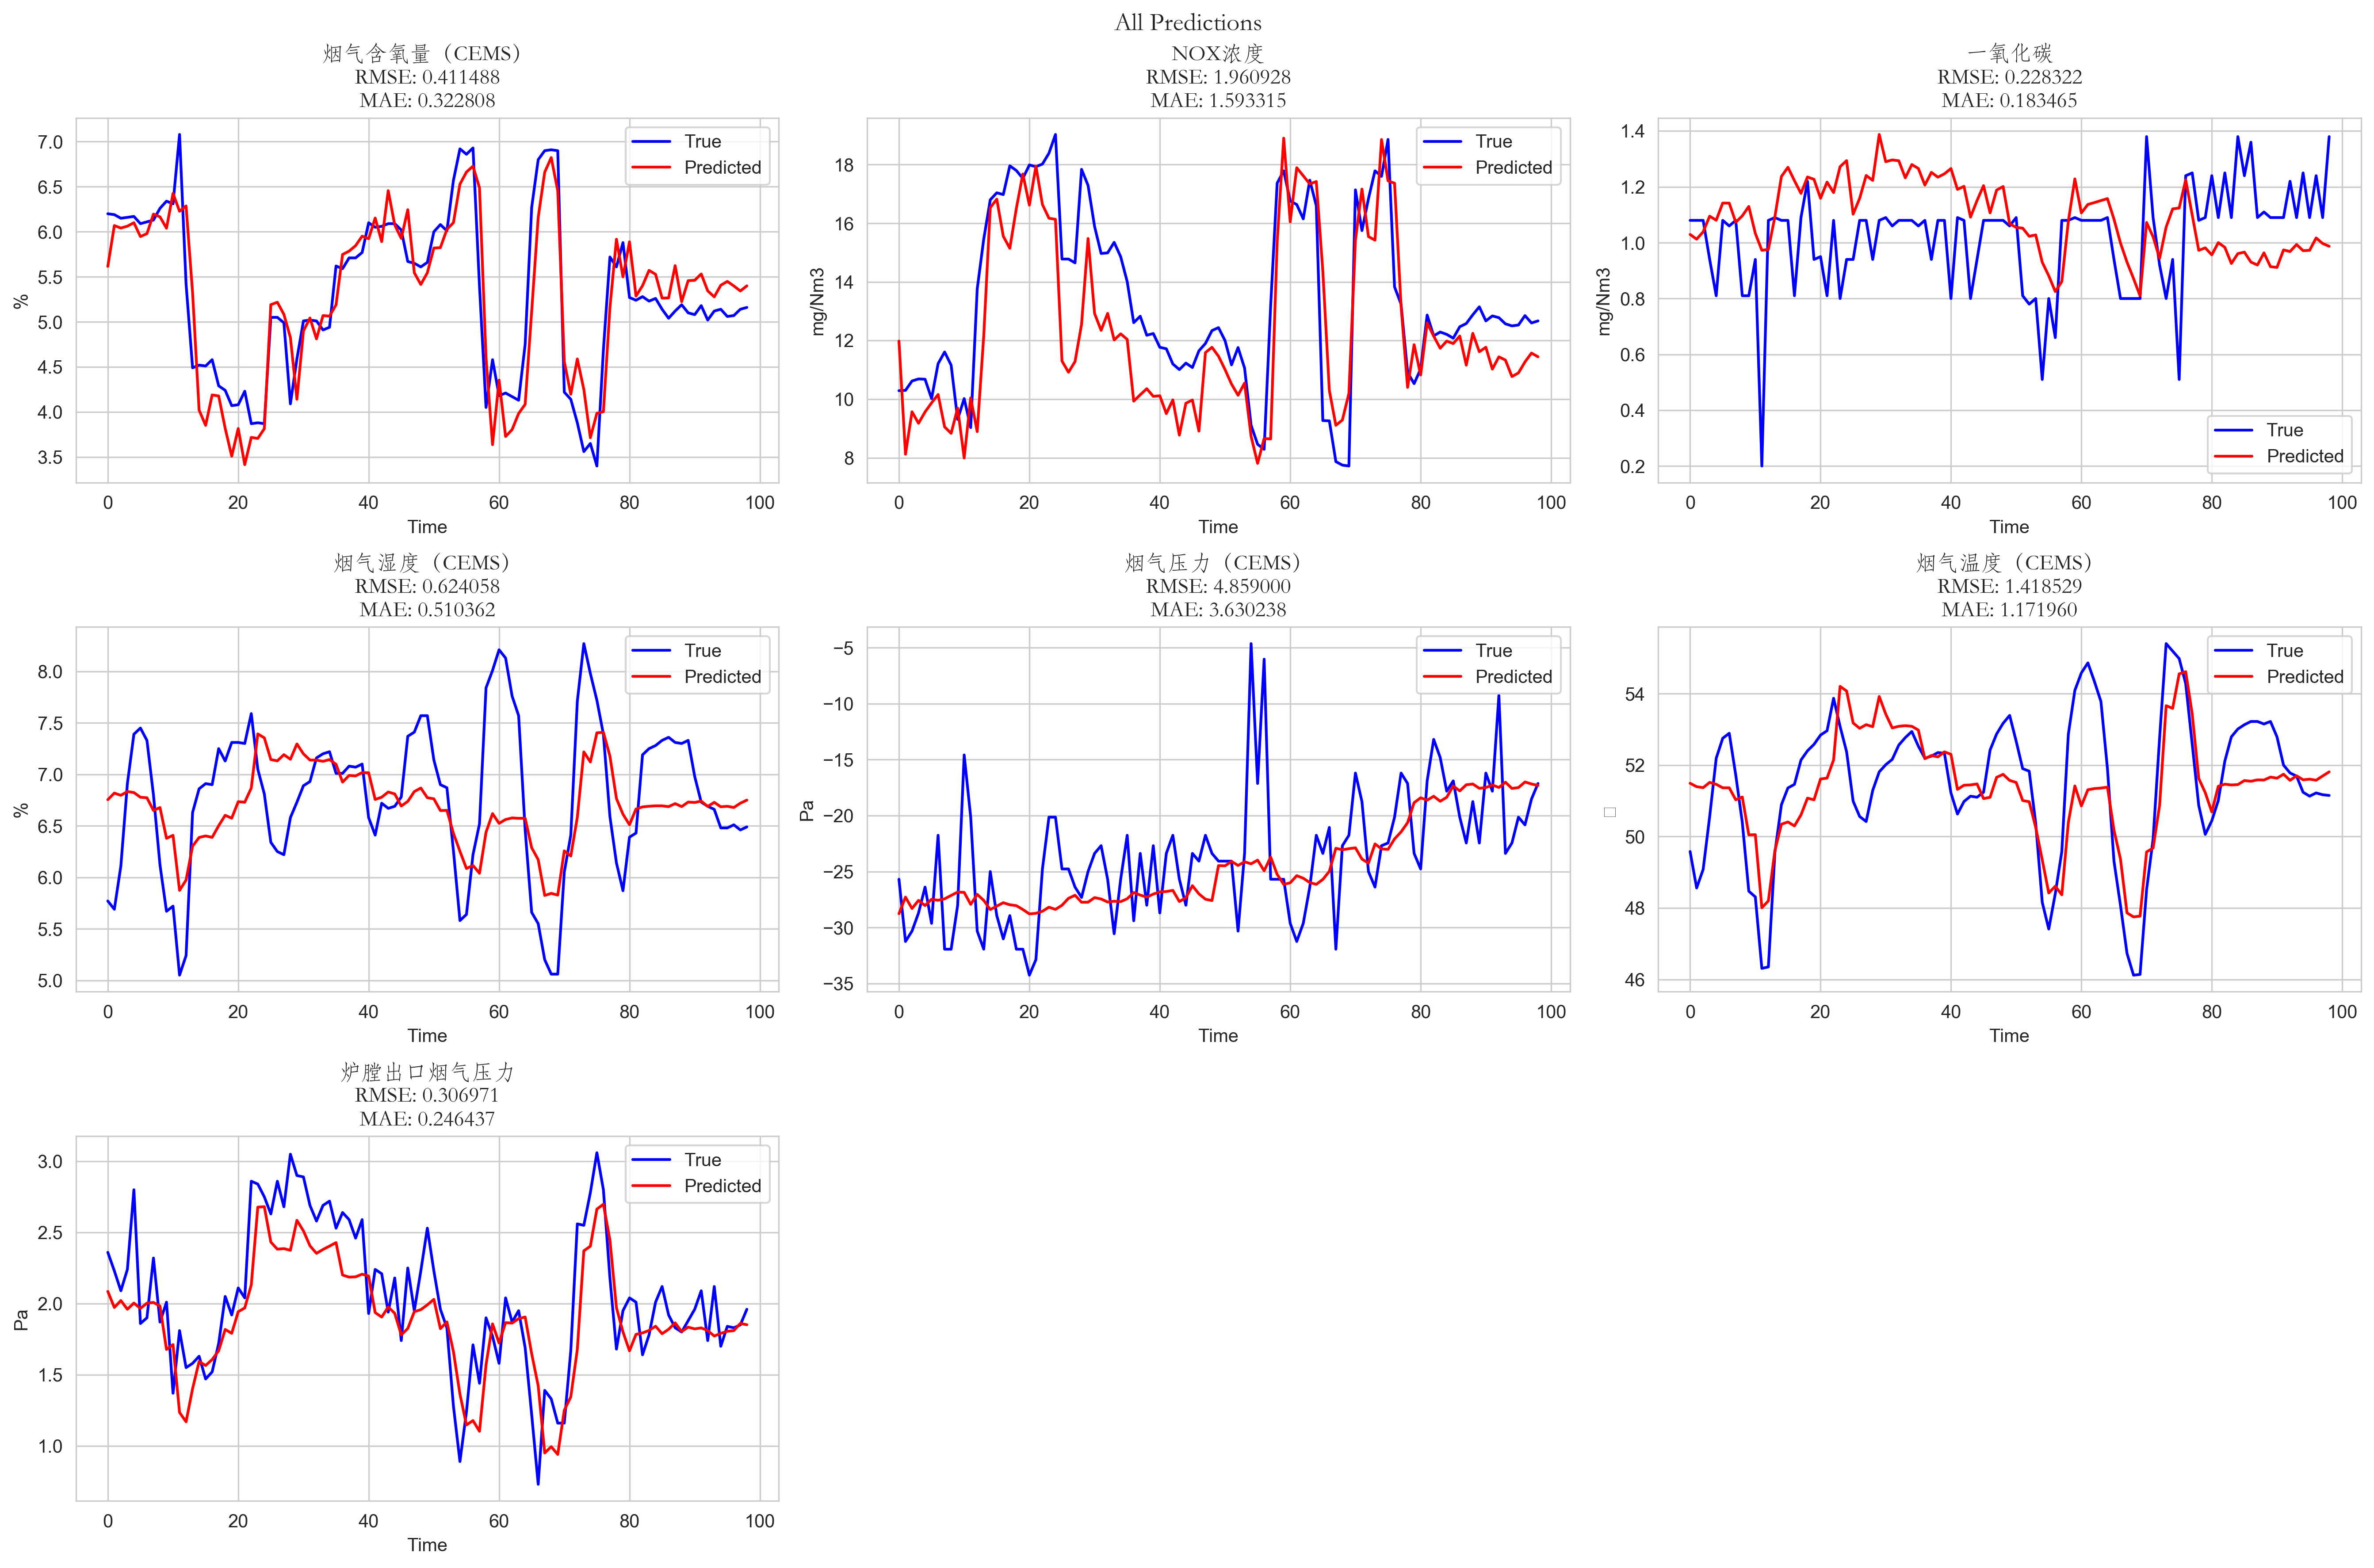 All Predictions
烟气含氧量（CEMS）
RMSE: 0.411488
MAE: 0.322808
7.0
6.5
6.0
5.5
5.0
4.5
4.0
3.5
%
0 20 40 60 80 100
Time
True
Predicted
NOX浓度
RMSE: 1.960928
MAE: 1.593315
18
16
14
12
10
8
mg/Nm3
0 20 40 60 80 100
Time
True
Predicted
一氧化碳
RMSE: 0.228322
MAE: 0.183465
1.4
1.2
1.0
0.8
0.6
0.4
0.2
mg/Nm3
0 20 40 60 80 100
Time
True
Predicted
烟气湿度（CEMS）
RMSE: 0.624058
MAE: 0.510362
8.0
7.5
7.0
6.5
6.0
5.5
5.0
%
0 20 40 60 80 100
Time
True
Predicted
烟气压力（CEMS）
RMSE: 4.859000
MAE: 3.630238
−5
−10
−15
−20
−25
−30
−35
Pa
0 20 40 60 80 100
Time
True
Predicted
烟气温度（CEMS）
RMSE: 1.418529
MAE: 1.171960
54
52
50
48
46
0 20 40 60 80 100
Time
True
Predicted
炉膛出口烟气压力
RMSE: 0.306971
MAE: 0.246437
3.0
2.5
2.0
1.5
1.0
Pa
0 20 40 60 80 100
Time
True
Predicted